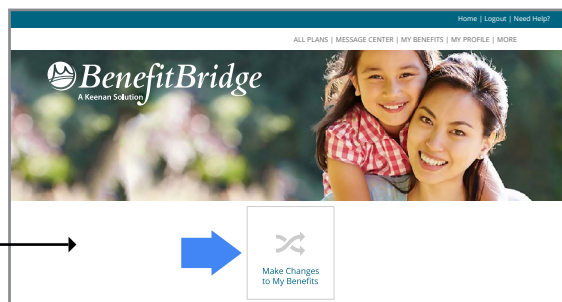 Home | Logout | Need Help?
ALL PLANS | MESSAGE CENTER | MY BENEFITS | MY PROFILE | MORE
BenefitBridge
A Keenan Solution
Make Changes
to My Benefits